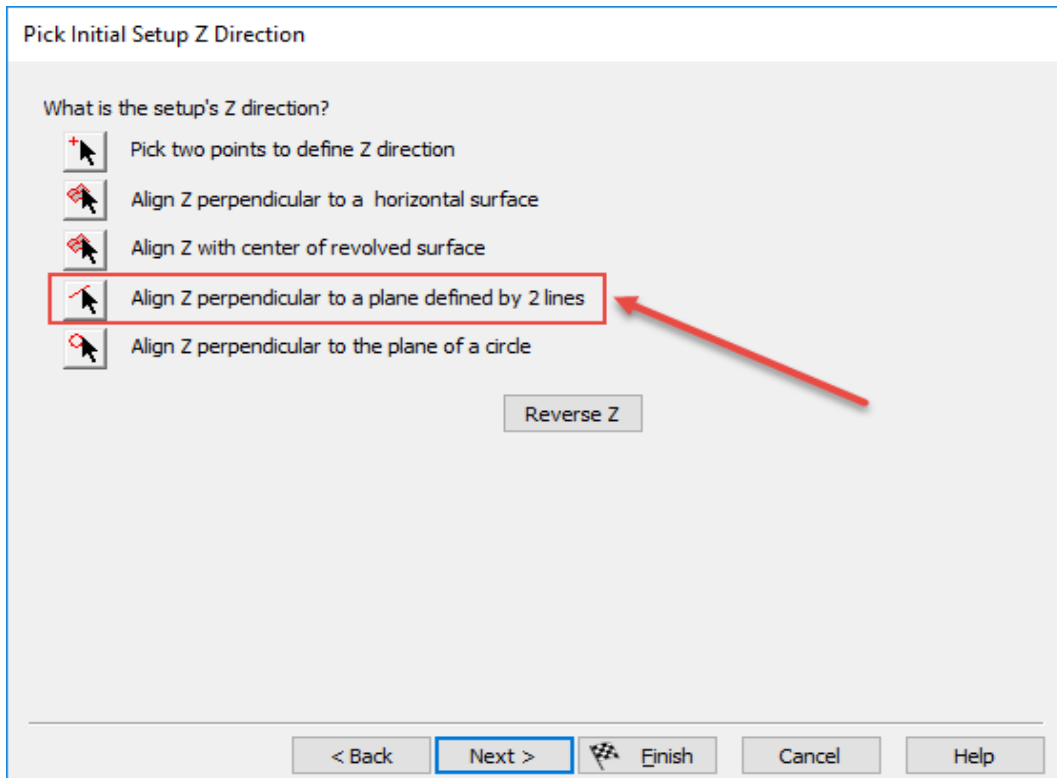 Pick Initial Setup Z Direction
What is the setup's Z direction?
Pick two points to define Z direction
Align Z perpendicular to a horizontal surface
Align Z with center of revolved surface
Align Z perpendicular to a plane defined by 2 lines
Align Z perpendicular to the plane of a circle
Reverse Z
< Back Next > Finish Cancel Help